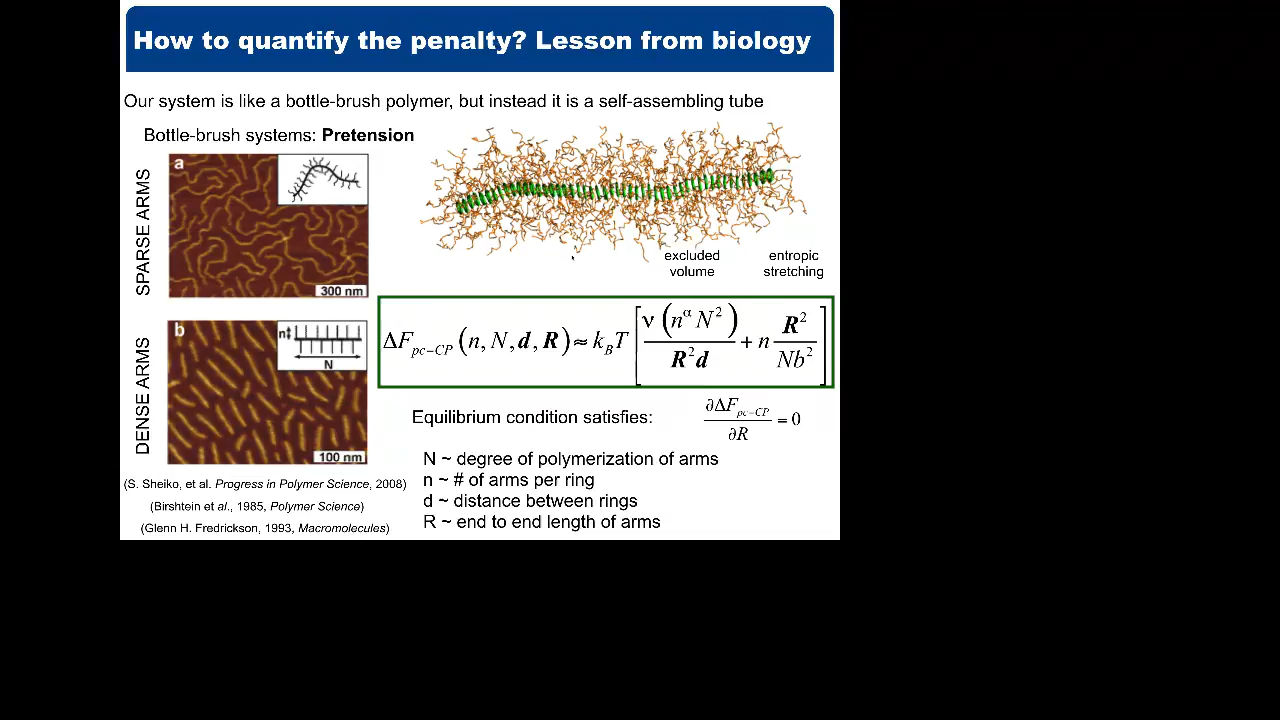 How to quantify the penalty? Lesson from biology
Our system is like a bottle-brush polymer, but instead it is a self-assembling tube
Bottle-brush systems: Pretension
SPARSE ARMS
a
300 nm
DENSE ARMS
b
n
N
100 nm
(S. Sheiko, et al. Progress in Polymer Science, 2008)
(Birshtein et al., 1985, Polymer Science)
(Glenn H. Fredrickson, 1993, Macromolecules)
excluded
volume
entropic
stretching
ΔF_{pc–CP} (n, N, d, R) ≈ k_B T [ ν (n^α N^2) / R^2 d + n R^2 / Nb^2 ]
Equilibrium condition satisfies: ∂ΔF_{pc–CP} / ∂R = 0
N ~ degree of polymerization of arms
n ~ # of arms per ring
d ~ distance between rings
R ~ end to end length of arms